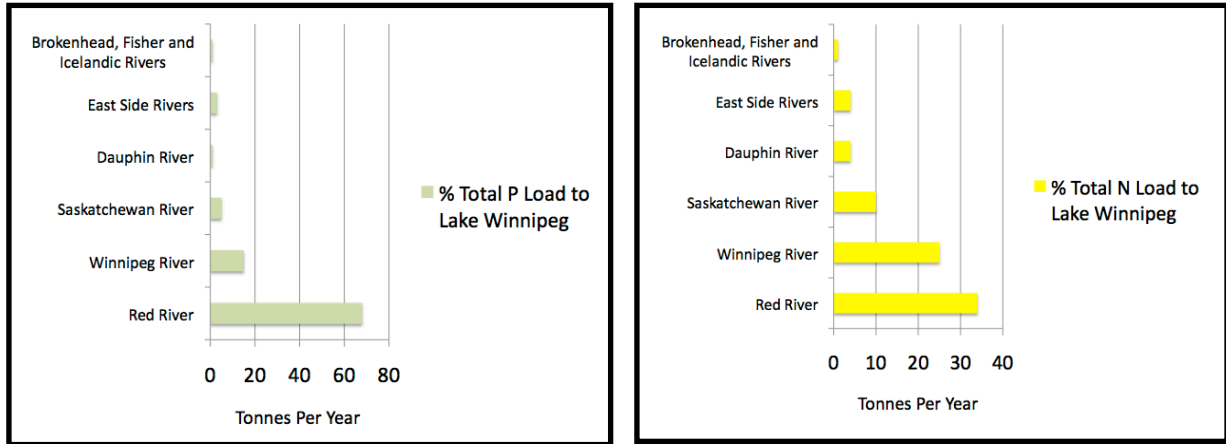 Brokenhead, Fisher and
Icelandic Rivers
East Side Rivers
Dauphin River
Saskatchewan River
Winnipeg River
Red River
0 20 40 60 80
Tonnes Per Year
% Total P Load to
Lake Winnipeg
Brokenhead, Fisher and
Icelandic Rivers
East Side Rivers
Dauphin River
Saskatchewan River
Winnipeg River
Red River
0 10 20 30 40
Tonnes Per Year
% Total N Load to
Lake Winnipeg